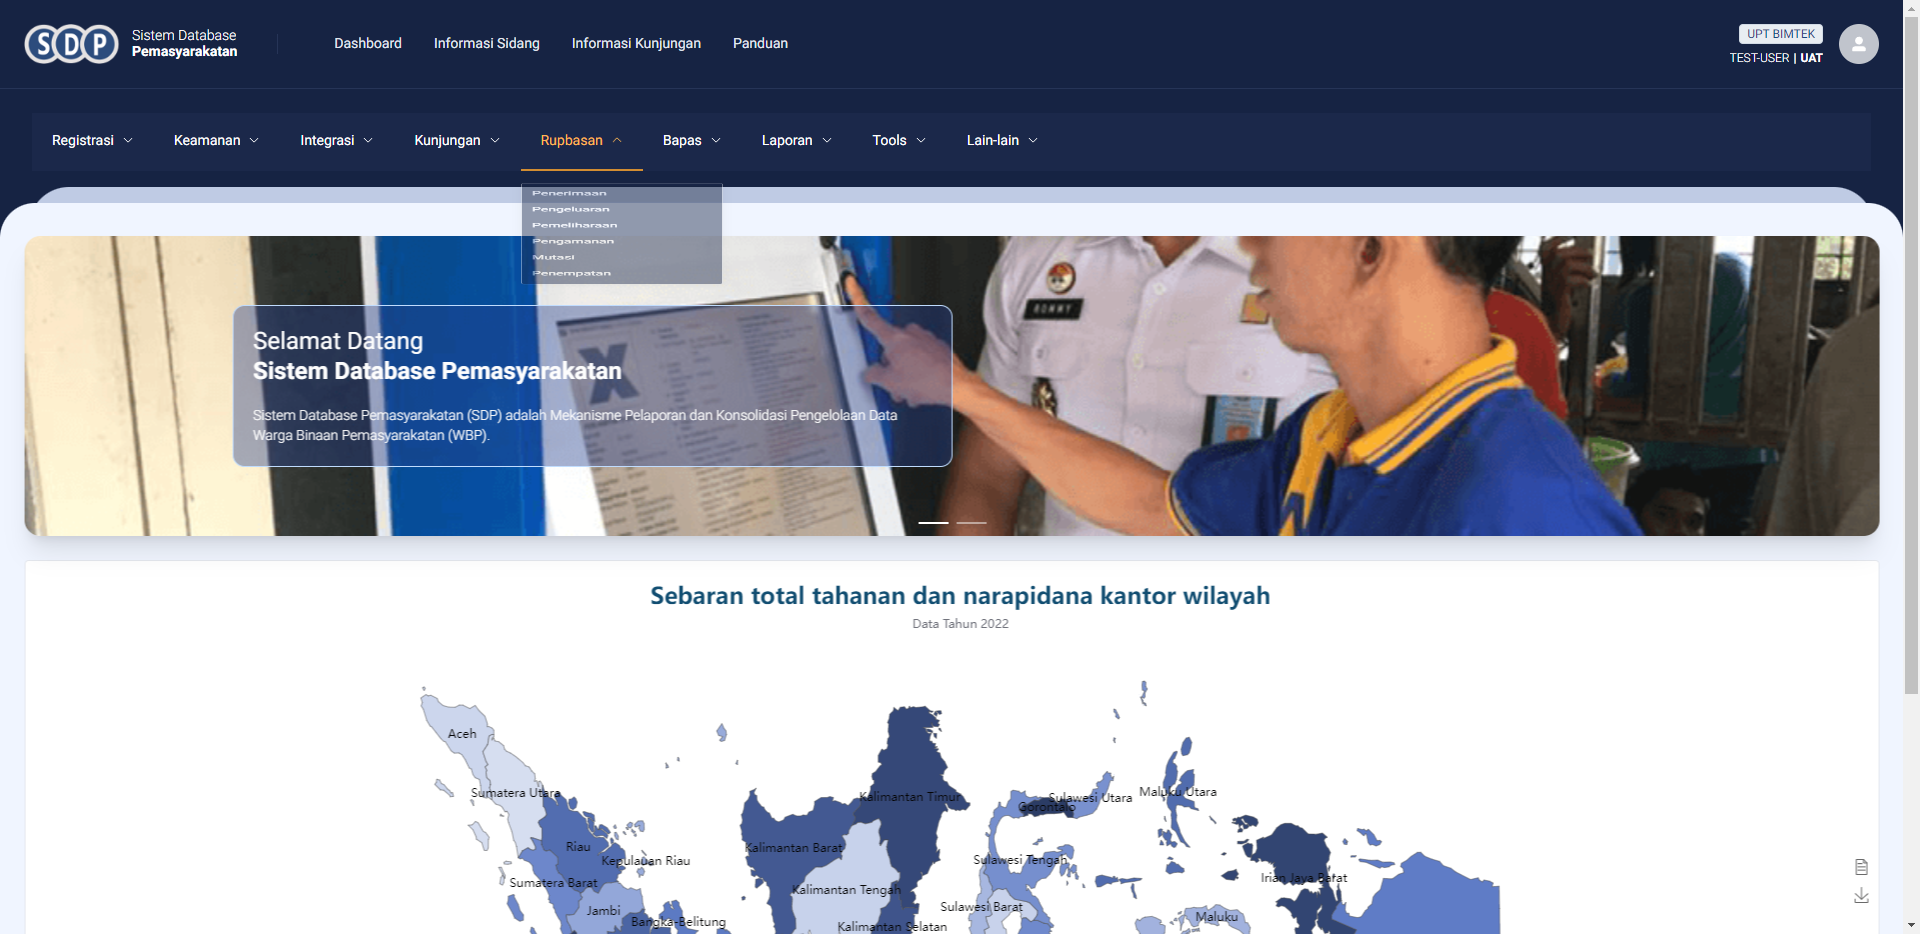 SDP
Sistem Database
Pemasyarakatan
Dashboard
Informasi Sidang
Informasi Kunjungan
Panduan
UPT BIMTEK
TEST-USER | UAT
Registrasi
Keamanan
Integrasi
Kunjungan
Rupbasan
Bapas
Laporan
Tools
Lain-lain
Penerimaan
Pengeluaran
Pemeliharaan
Pengamanan
Mutasi
Penempatan
RONNY
X
Selamat Datang
Sistem Database Pemasyarakatan
Sistem Database Pemasyarakatan (SDP) adalah Mekanisme Pelaporan dan Konsolidasi Pengelolaan Data
Warga Binaan Pemasyarakatan (WBP).
Sebaran total tahanan dan narapidana kantor wilayah
Data Tahun 2022
Aceh
Sumatera Utara
Kalimantan Timur
Gorontalo
Sulawesi Utara
Maluku Utara
Riau
Kepulauan Riau
Kalimantan Barat
Sulawesi Tengah
Irian Jaya Barat
Sumatera Barat
Kalimantan Tengah
Jambi
Sulawesi Barat
Bangka-Belitung
Kalimantan Selatan
Maluku